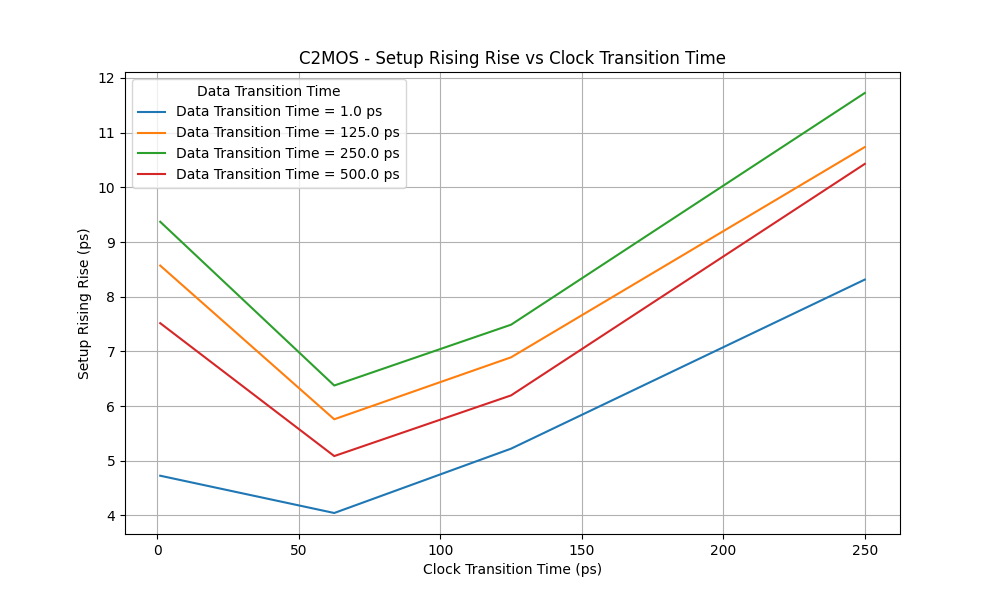 C2MOS - Setup Rising Rise vs Clock Transition Time
Data Transition Time
Data Transition Time = 1.0 ps
Data Transition Time = 125.0 ps
Data Transition Time = 250.0 ps
Data Transition Time = 500.0 ps
Setup Rising Rise (ps)
12
11
10
9
8
7
6
5
4
0 50 100 150 200 250
Clock Transition Time (ps)